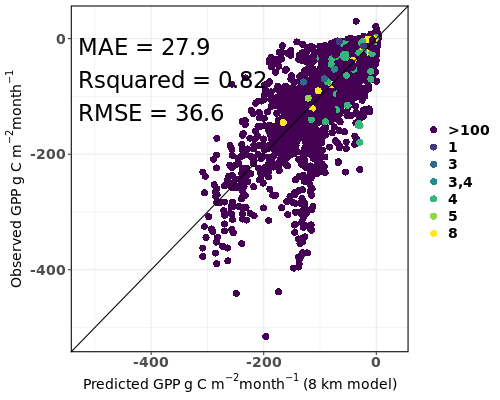 MAE = 27.9
Rsquared = 0.82
RMSE = 36.6
0
-200
-400
Observed GPP g C m⁻²month⁻¹
-400 -200 0
Predicted GPP g C m⁻²month⁻¹ (8 km model)
>100
1
3
3,4
4
5
8